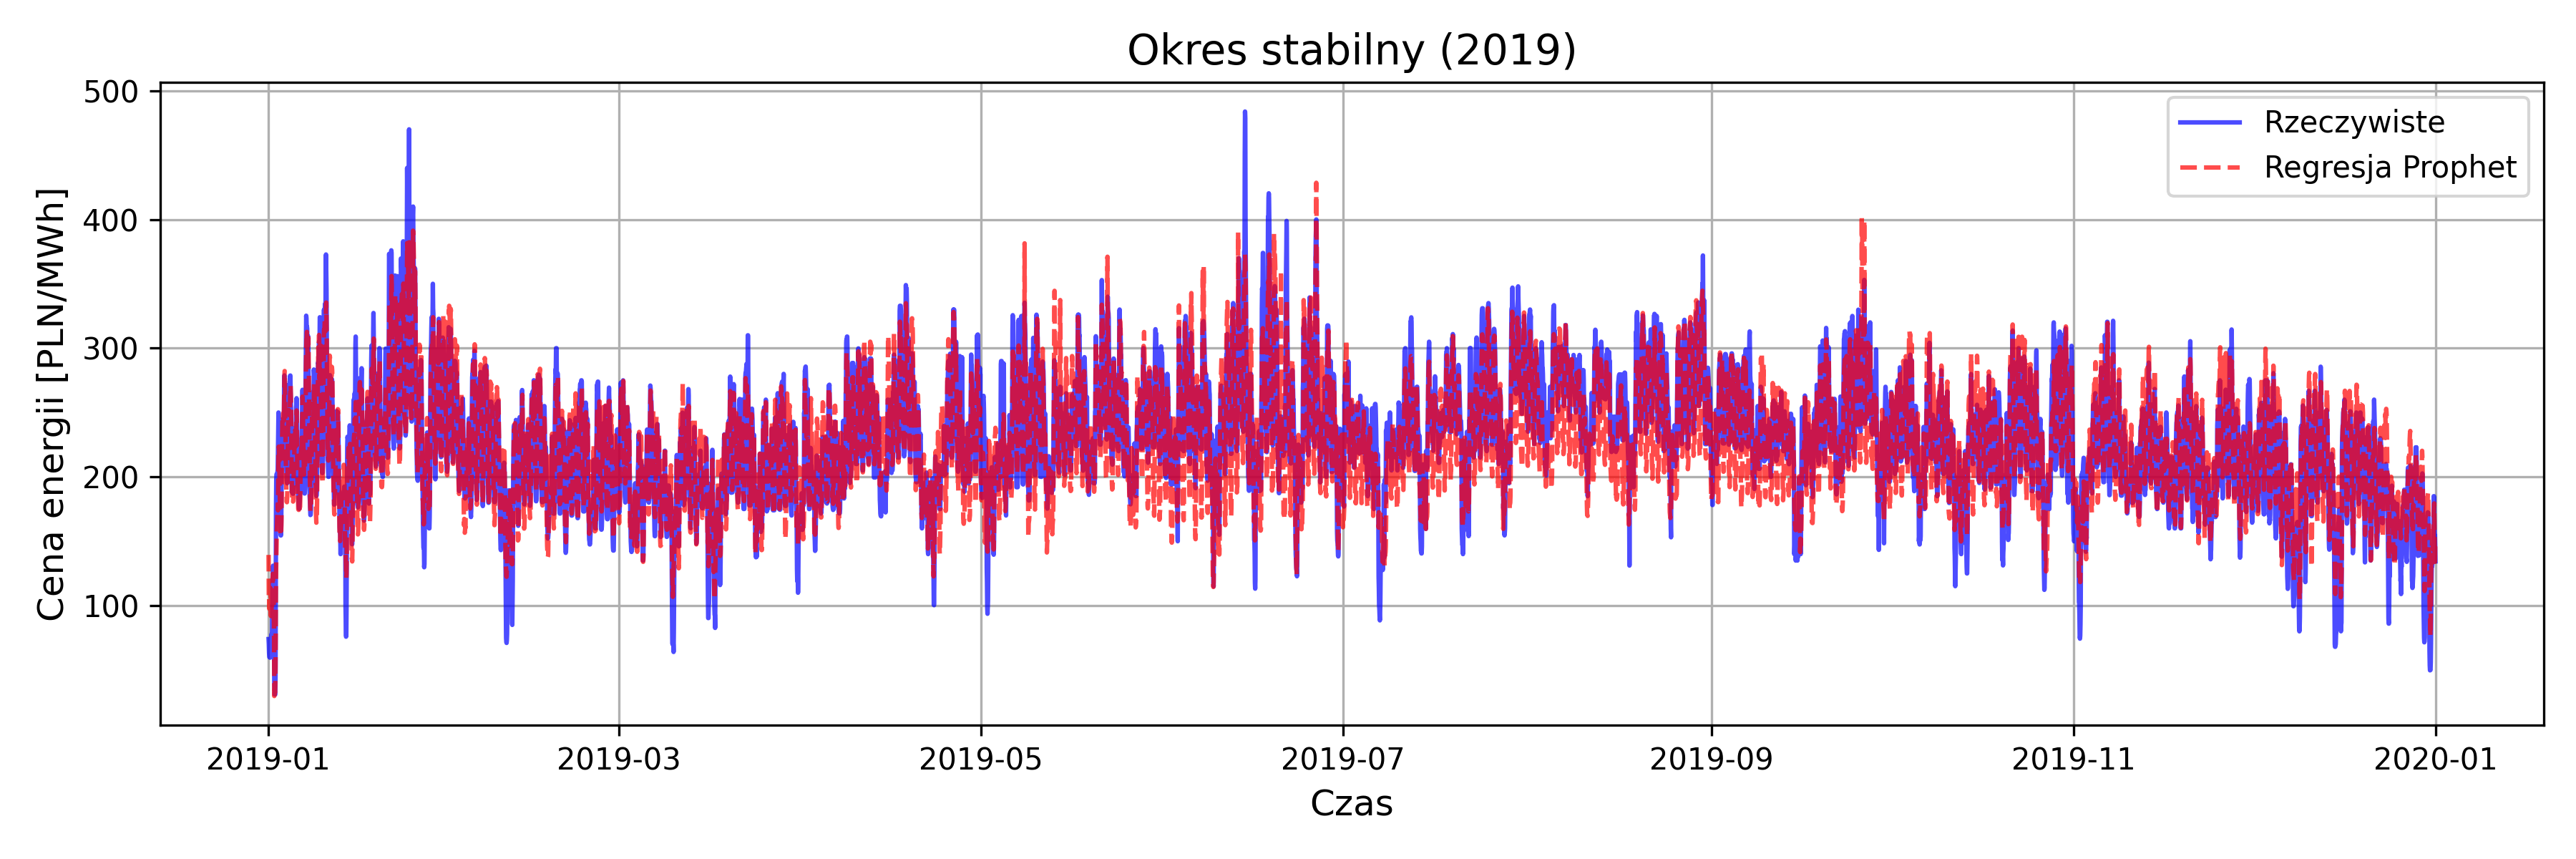 Okres stabilny (2019)
Cena energii [PLN/MWh]
500
400
300
200
100
Rzeczywiste
Regresja Prophet
2019-01
2019-03
2019-05
2019-07
2019-09
2019-11
2020-01
Czas